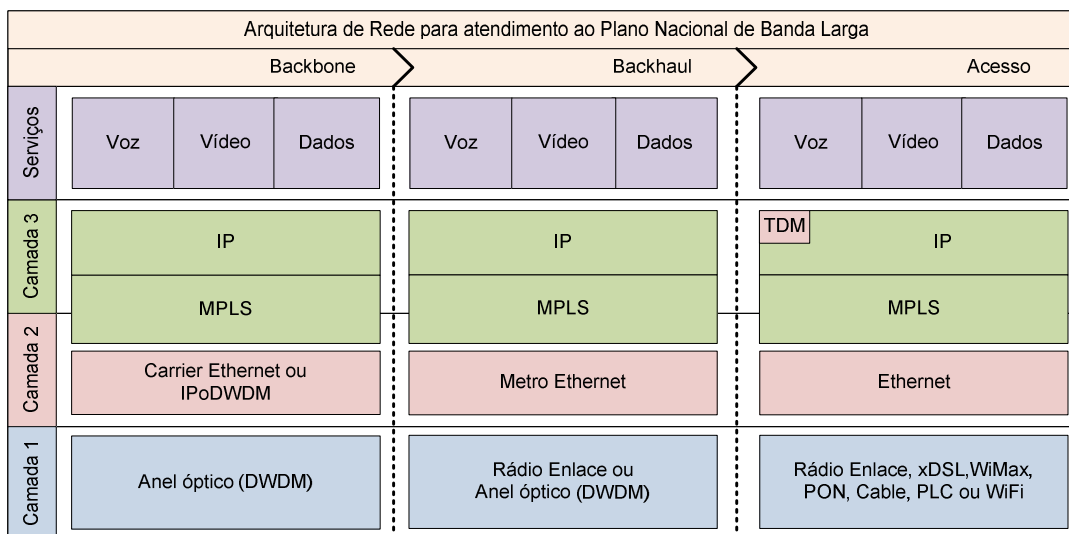 Arquitetura de Rede para atendimento ao Plano Nacional de Banda Larga
Backbone
Backhaul
Acesso
Serviços
Voz
Vídeo
Dados
Voz
Vídeo
Dados
Voz
Vídeo
Dados
Camada 3
IP
IP
TDM
IP
MPLS
MPLS
MPLS
Camada 2
Carrier Ethernet ou
IPoDWDM
Metro Ethernet
Ethernet
Camada 1
Anel óptico (DWDM)
Rádio Enlace ou
Anel óptico (DWDM)
Rádio Enlace, xDSL,WiMax,
PON, Cable, PLC ou WiFi